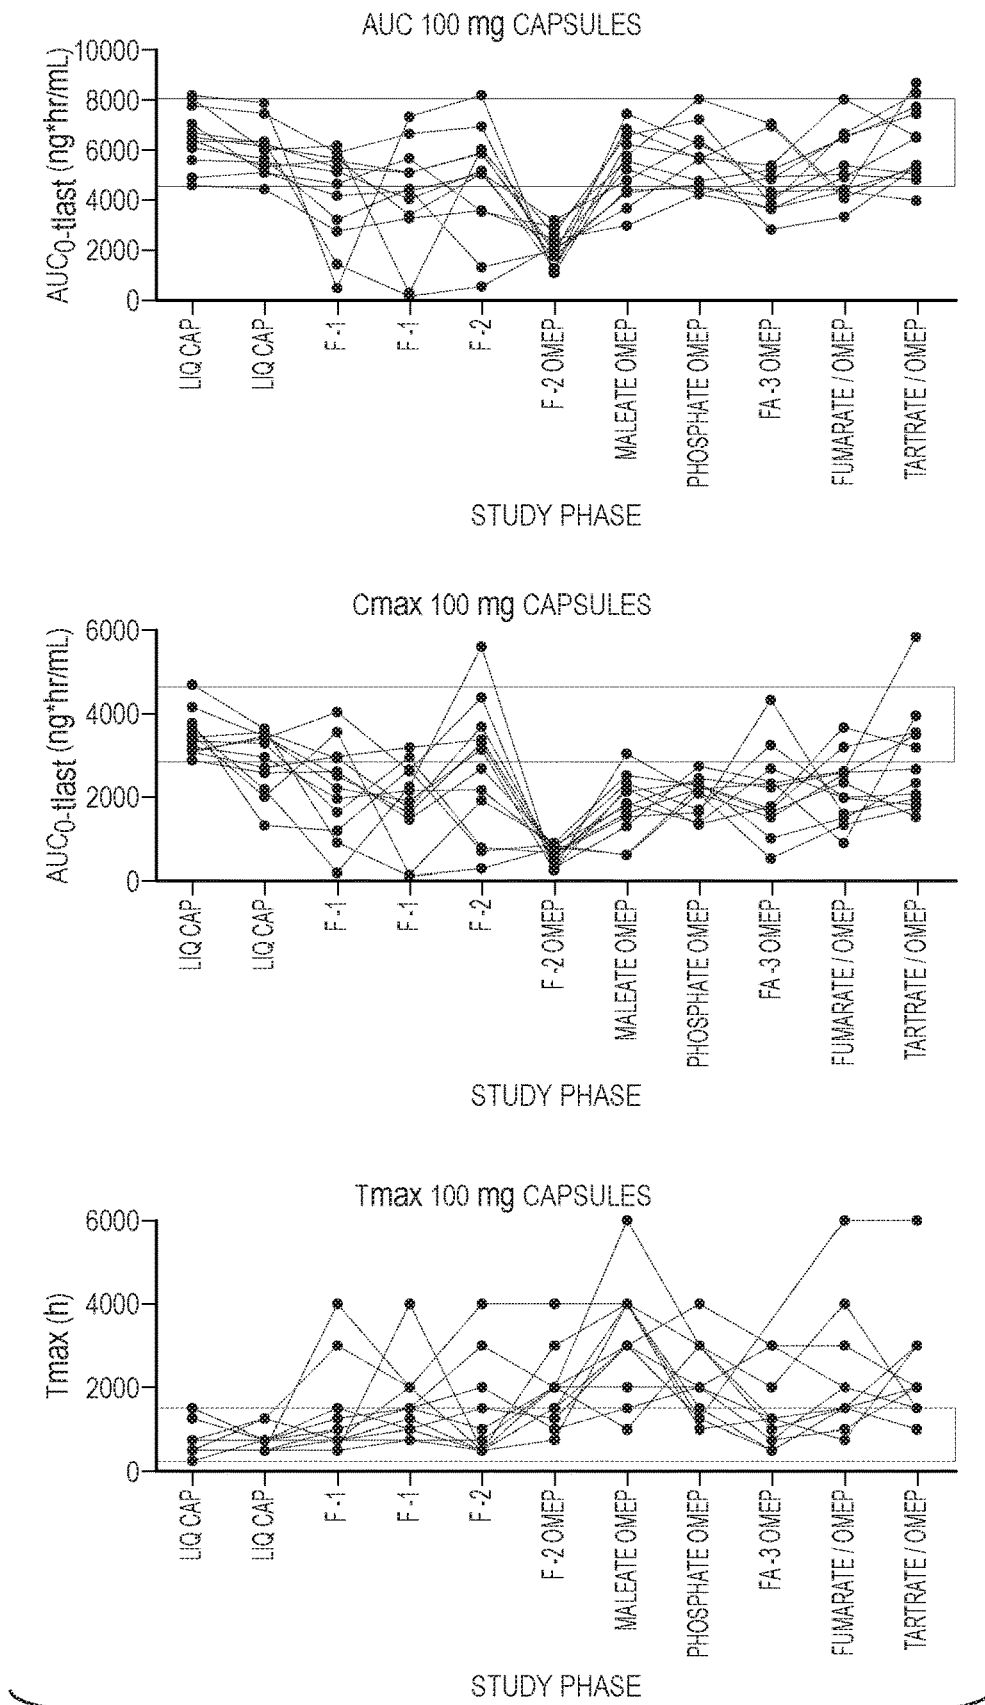 AUC 100 mg CAPSULES
AUC0-tlast (ng*hr/mL)
10000
8000
6000
4000
2000
0
LIQ CAP
LIQ CAP
F -1
F -1
F -2
F -2 OMEP
MALEATE OMEP
PHOSPHATE OMEP
FA -3 OMEP
FUMARATE / OMEP
TARTRATE / OMEP
STUDY PHASE
Cmax 100 mg CAPSULES
AUC0-tlast (ng*hr/mL)
6000
4000
2000
0
LIQ CAP
LIQ CAP
F -1
F -1
F -2
F -2 OMEP
MALEATE OMEP
PHOSPHATE OMEP
FA -3 OMEP
FUMARATE / OMEP
TARTRATE / OMEP
STUDY PHASE
Tmax 100 mg CAPSULES
Tmax (h)
6000
4000
2000
0
LIQ CAP
LIQ CAP
F -1
F -1
F -2
F -2 OMEP
MALEATE OMEP
PHOSPHATE OMEP
FA -3 OMEP
FUMARATE / OMEP
TARTRATE / OMEP
STUDY PHASE